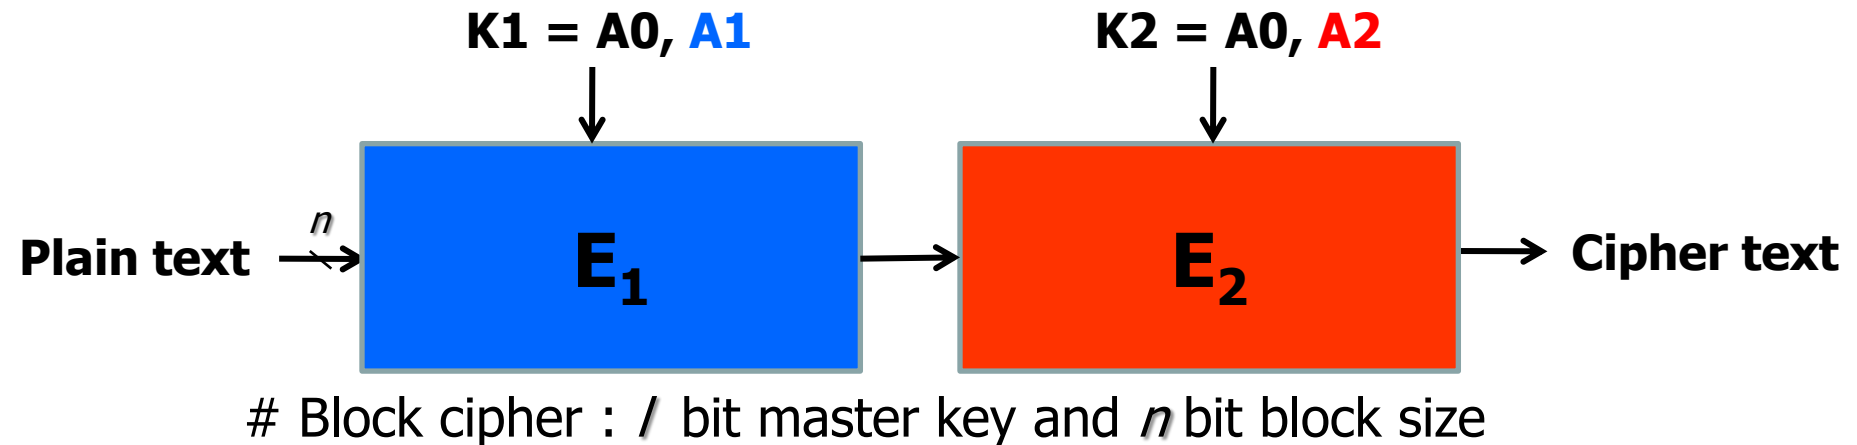 K1 = A0, A1
K2 = A0, A2
n
Plain text
E1
E2
Cipher text
# Block cipher : l bit master key and n bit block size